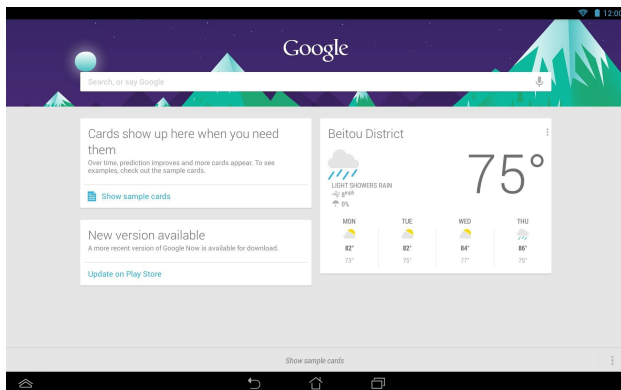 12:00
Google
Search, or say Google
Cards show up here when you need
them
Over time, prediction improves and more cards appear. To see
examples, check out the sample cards.
Show sample cards
New version available
A more recent version of Google Now is available for download.
Update on Play Store
Beitou District
75°
LIGHT SHOWERS RAIN
8mph
0%
MON TUE WED THU
82° 82° 84° 86°
73° 75° 77° 75°
Show sample cards